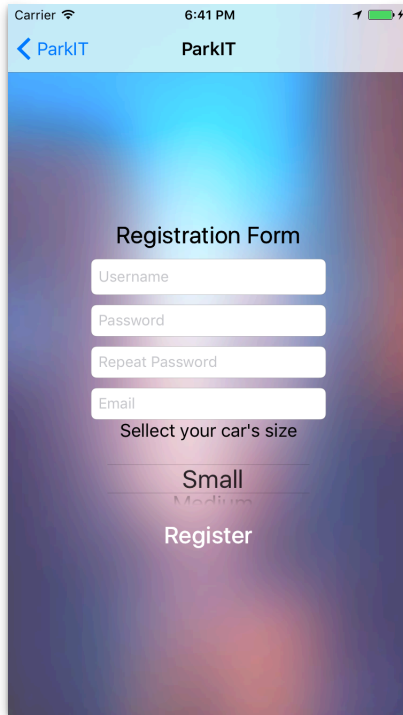 Carrier 6:41 PM
ParkIT ParkIT
Registration Form
Username
Password
Repeat Password
Email
Sellect your car's size
Small
Medium
Register